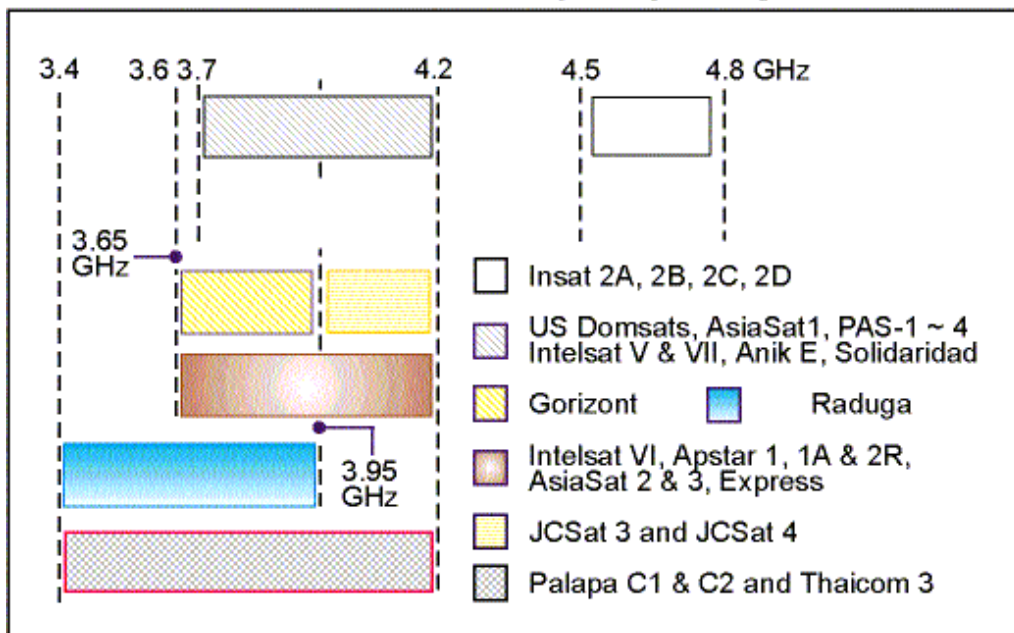 3.4 3.6 3.7 4.2 4.5 4.8 GHz
3.65
GHz
3.95
GHz
Insat 2A, 2B, 2C, 2D
US Domsats, AsiaSat1, PAS-1 ~ 4
Intelsat V & VII, Anik E, Solidaridad
Gorizont Raduga
Intelsat VI, Apstar 1, 1A & 2R,
AsiaSat 2 & 3, Express
JCSat 3 and JCSat 4
Palapa C1 & C2 and Thaicom 3